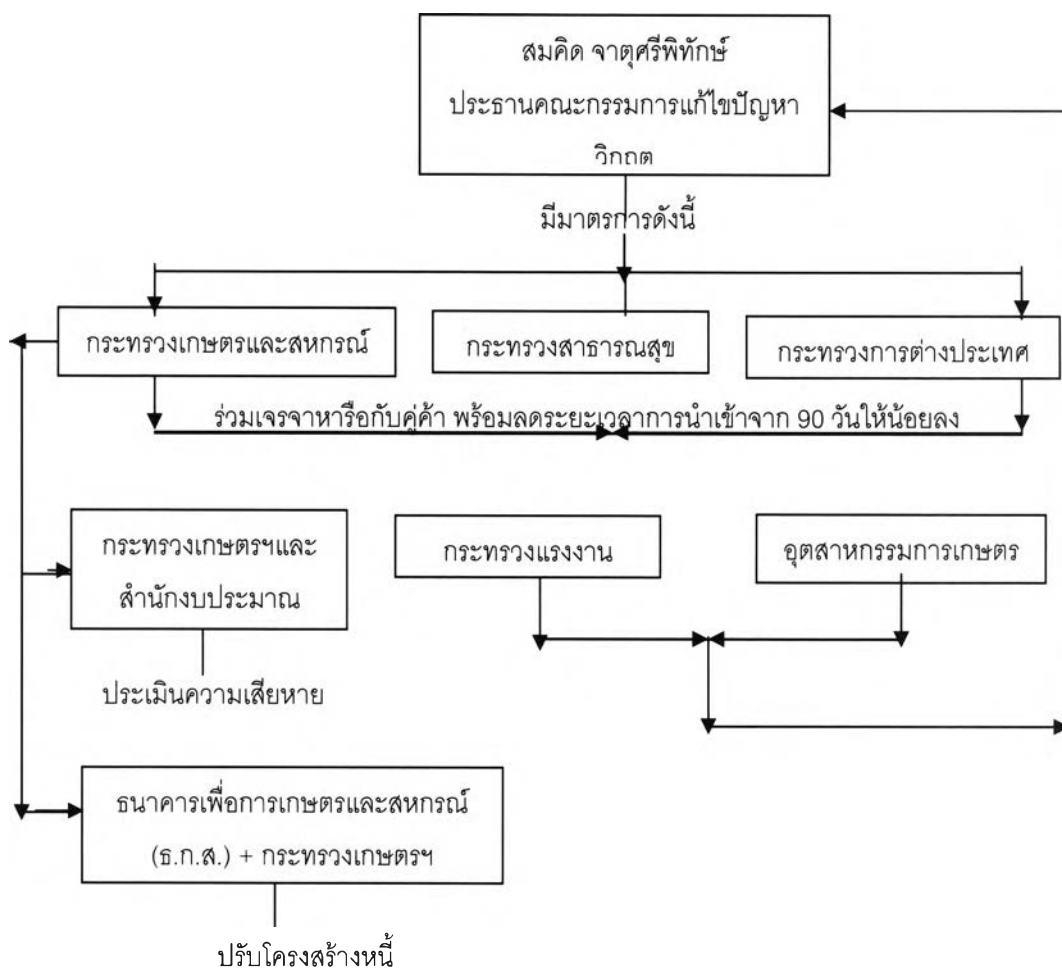 สมคิด จาตุศรีพิทักษ์
ประธานคณะกรรมการแก้ไขปัญหา
วิกฤต
มีมาตรการดังนี้
กระทรวงเกษตรและสหกรณ์
กระทรวงสาธารณสุข
กระทรวงการต่างประเทศ
ร่วมเจรจาหารือกับคู่ค้า พร้อมลดระยะเวลาการนำเข้าจาก 90 วันให้น้อยลง
กระทรวงเกษตรฯและ
สำนักงบประมาณ
กระทรวงแรงงาน
อุตสาหกรรมการเกษตร
ประเมินความเสียหาย
ธนาคารเพื่อการเกษตรและสหกรณ์
(ธ.ก.ส.) + กระทรวงเกษตรฯ
ปรับโครงสร้างหนี้